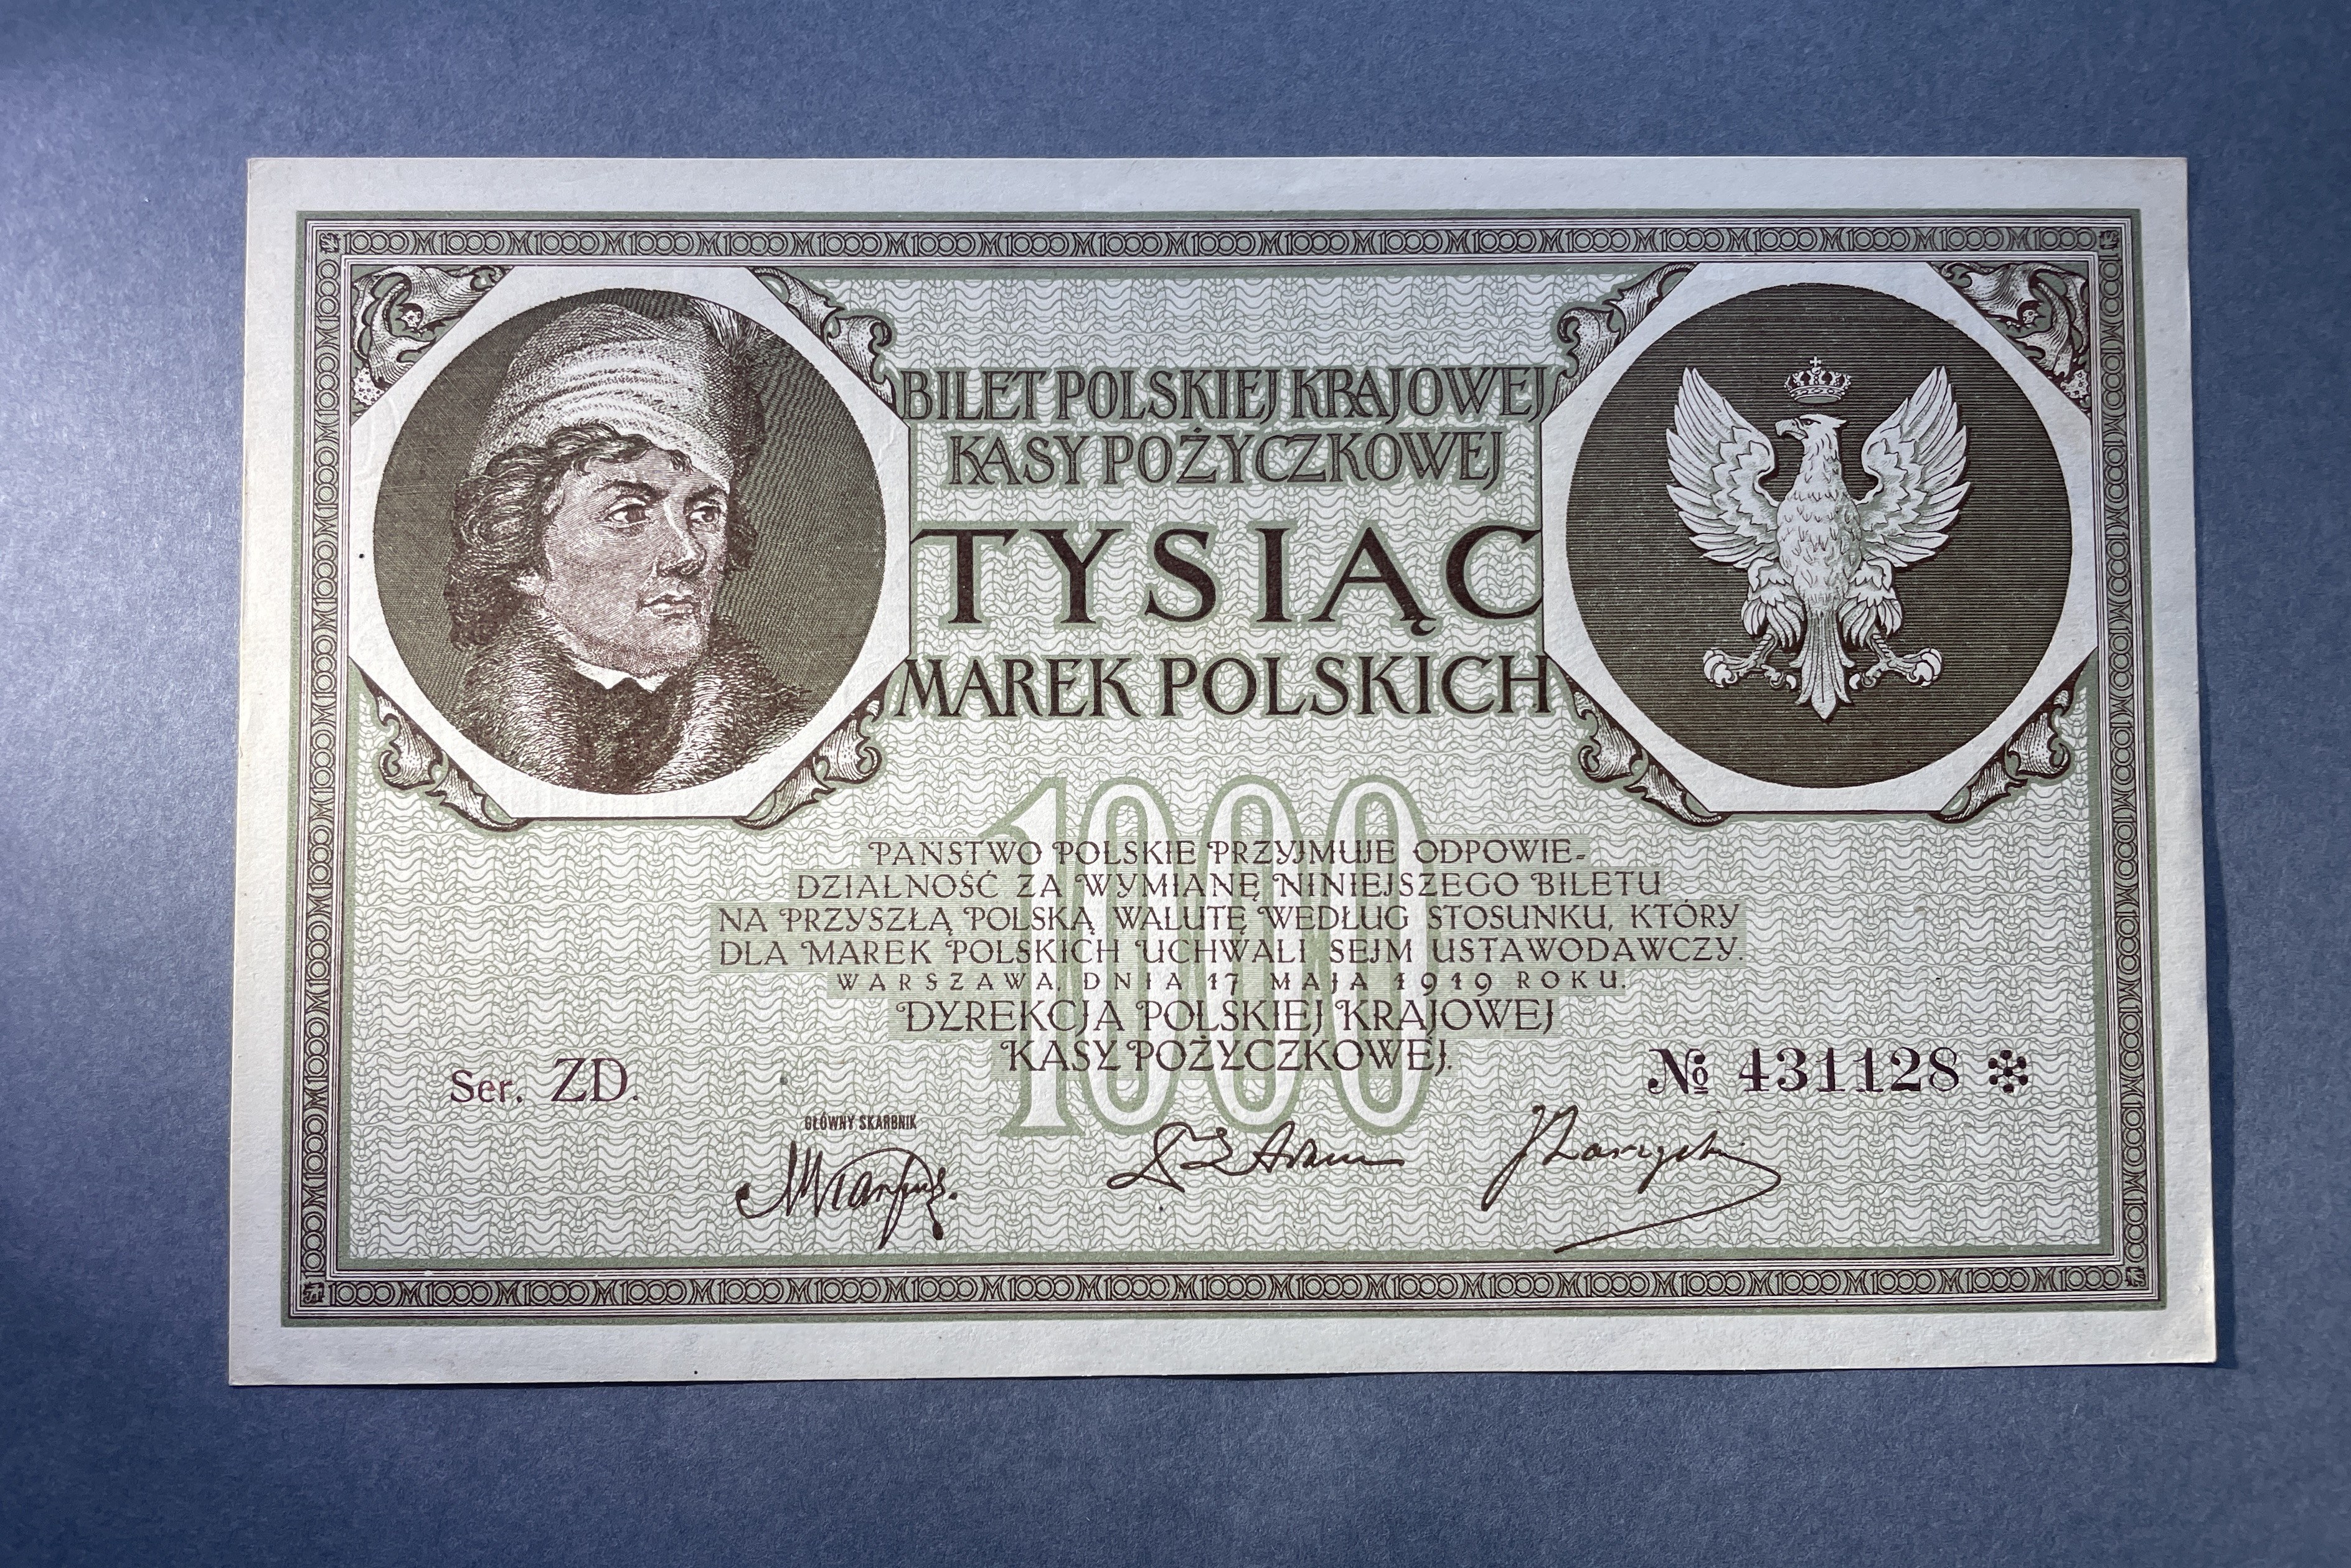 BILET POLSKIEJ KRAJOWEJ
KASY POŻYCZKOWEJ
TYSIĄC
MAREK POLSKICH
1000
PAŃSTWO POLSKIE PRZYJMUJE ODPOWIE-
DZIALNOŚĆ ZA WYMIANĘ NINIEJSZEGO BILETU
NA PRZYSZŁĄ POLSKĄ WALUTĘ WEDŁUG STOSUNKU, KTÓRY
DLA MAREK POLSKICH UCHWALI SEJM USTAWODAWCZY.
WARSZAWA, DNIA 17 MAJA 1919 ROKU.
DYREKCJA POLSKIEJ KRAJOWEJ
KASY POŻYCZKOWEJ.
Ser. ZD.
№ 431128
GŁÓWNY SKARBNIK